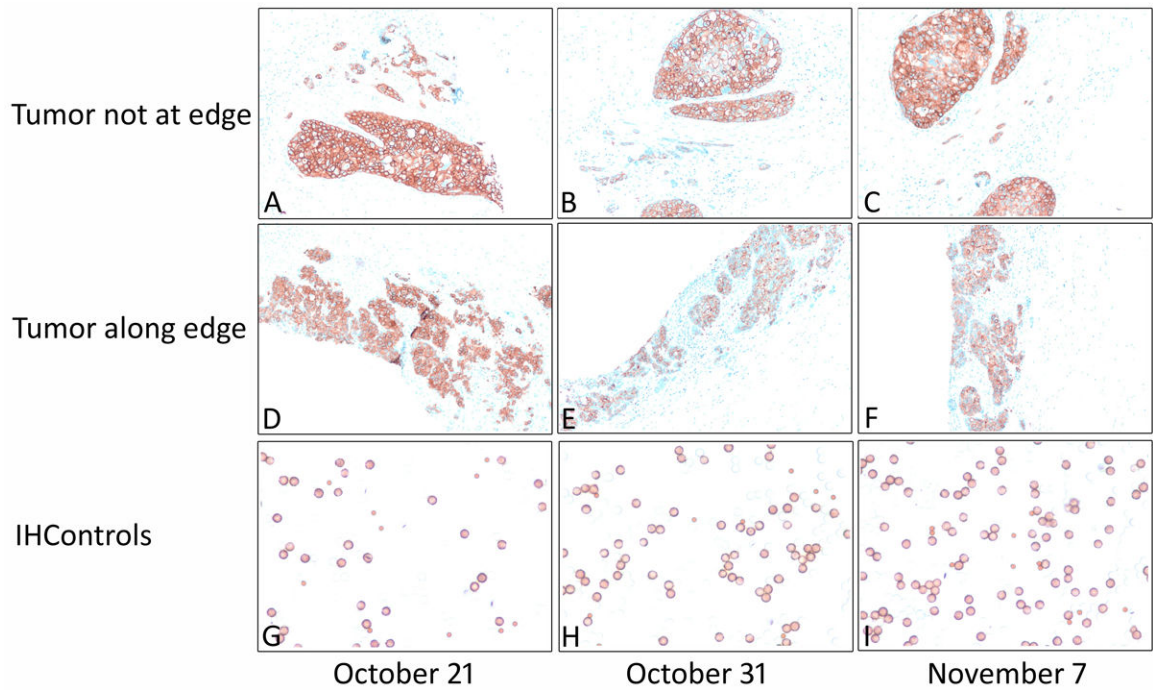 Tumor not at edge
A
B
C
Tumor along edge
D
E
F
IHControls
G
H
I
October 21
October 31
November 7